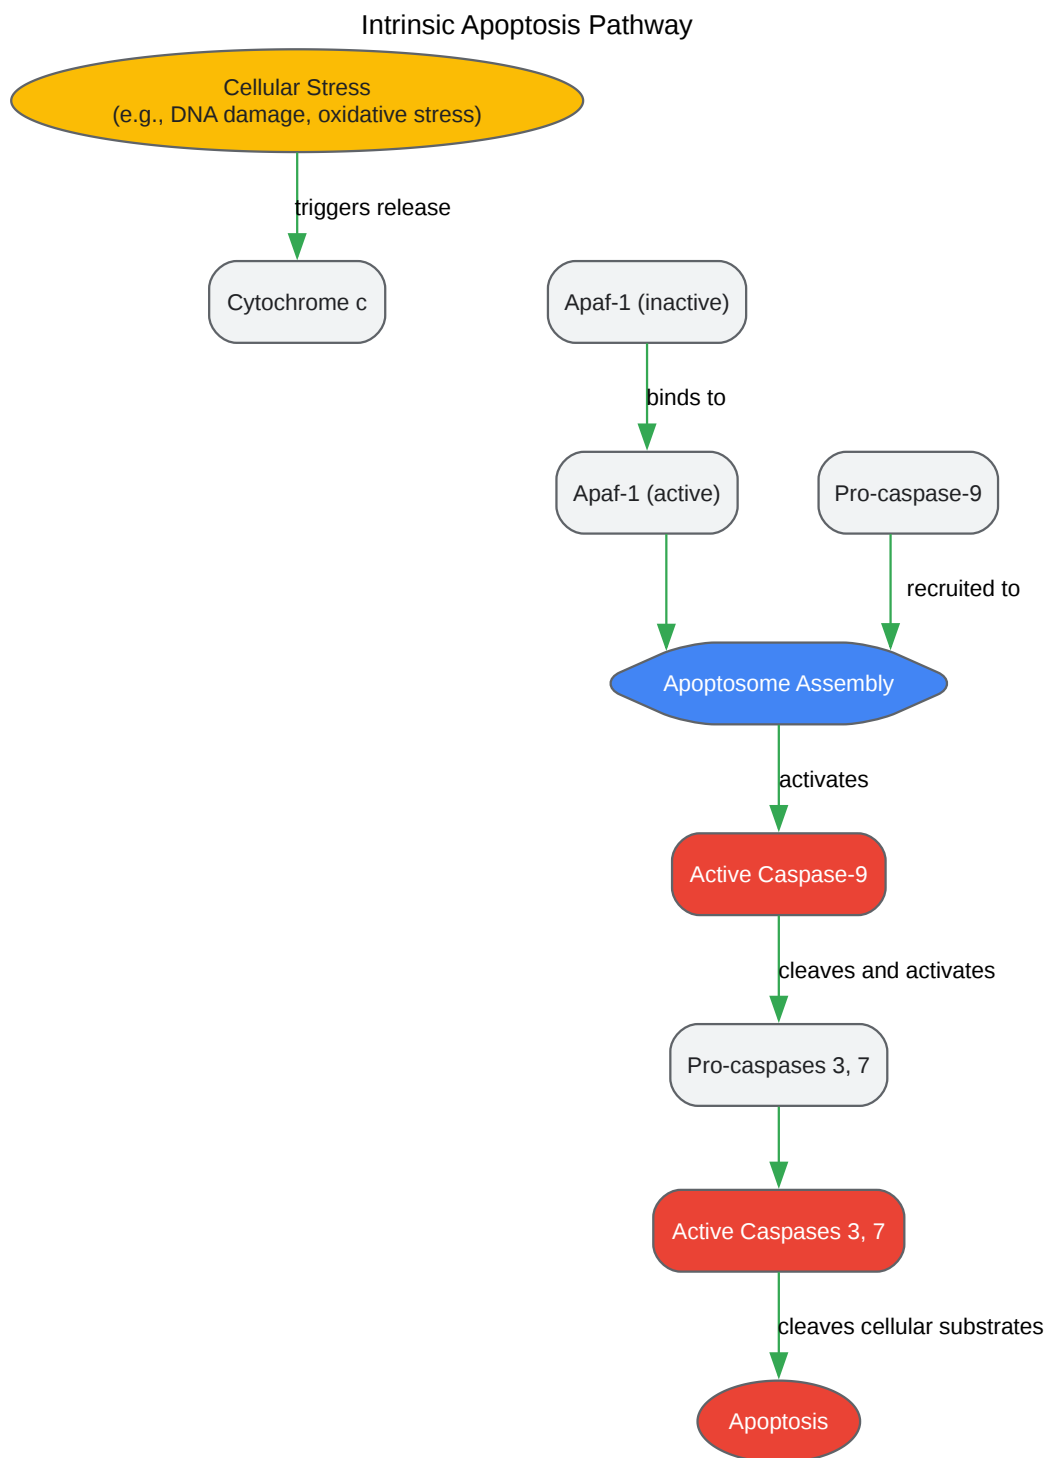 Intrinsic Apoptosis Pathway
Cellular Stress
(e.g., DNA damage, oxidative stress)
triggers release
Cytochrome c
Apaf-1 (inactive)
binds to
Apaf-1 (active)
Pro-caspase-9
recruited to
Apoptosome Assembly
activates
Active Caspase-9
cleaves and activates
Pro-caspases 3, 7
Active Caspases 3, 7
cleaves cellular substrates
Apoptosis